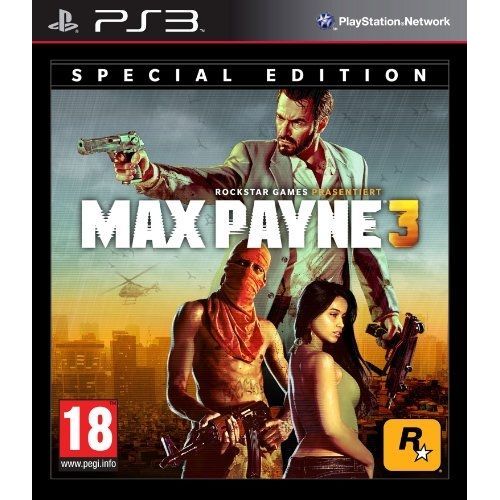 PS3
PlayStation®Network
SPECIAL EDITION
ROCKSTAR GAMES PRÄSENTIERT
MAX PAYNE 3
18
www.pegi.info
R